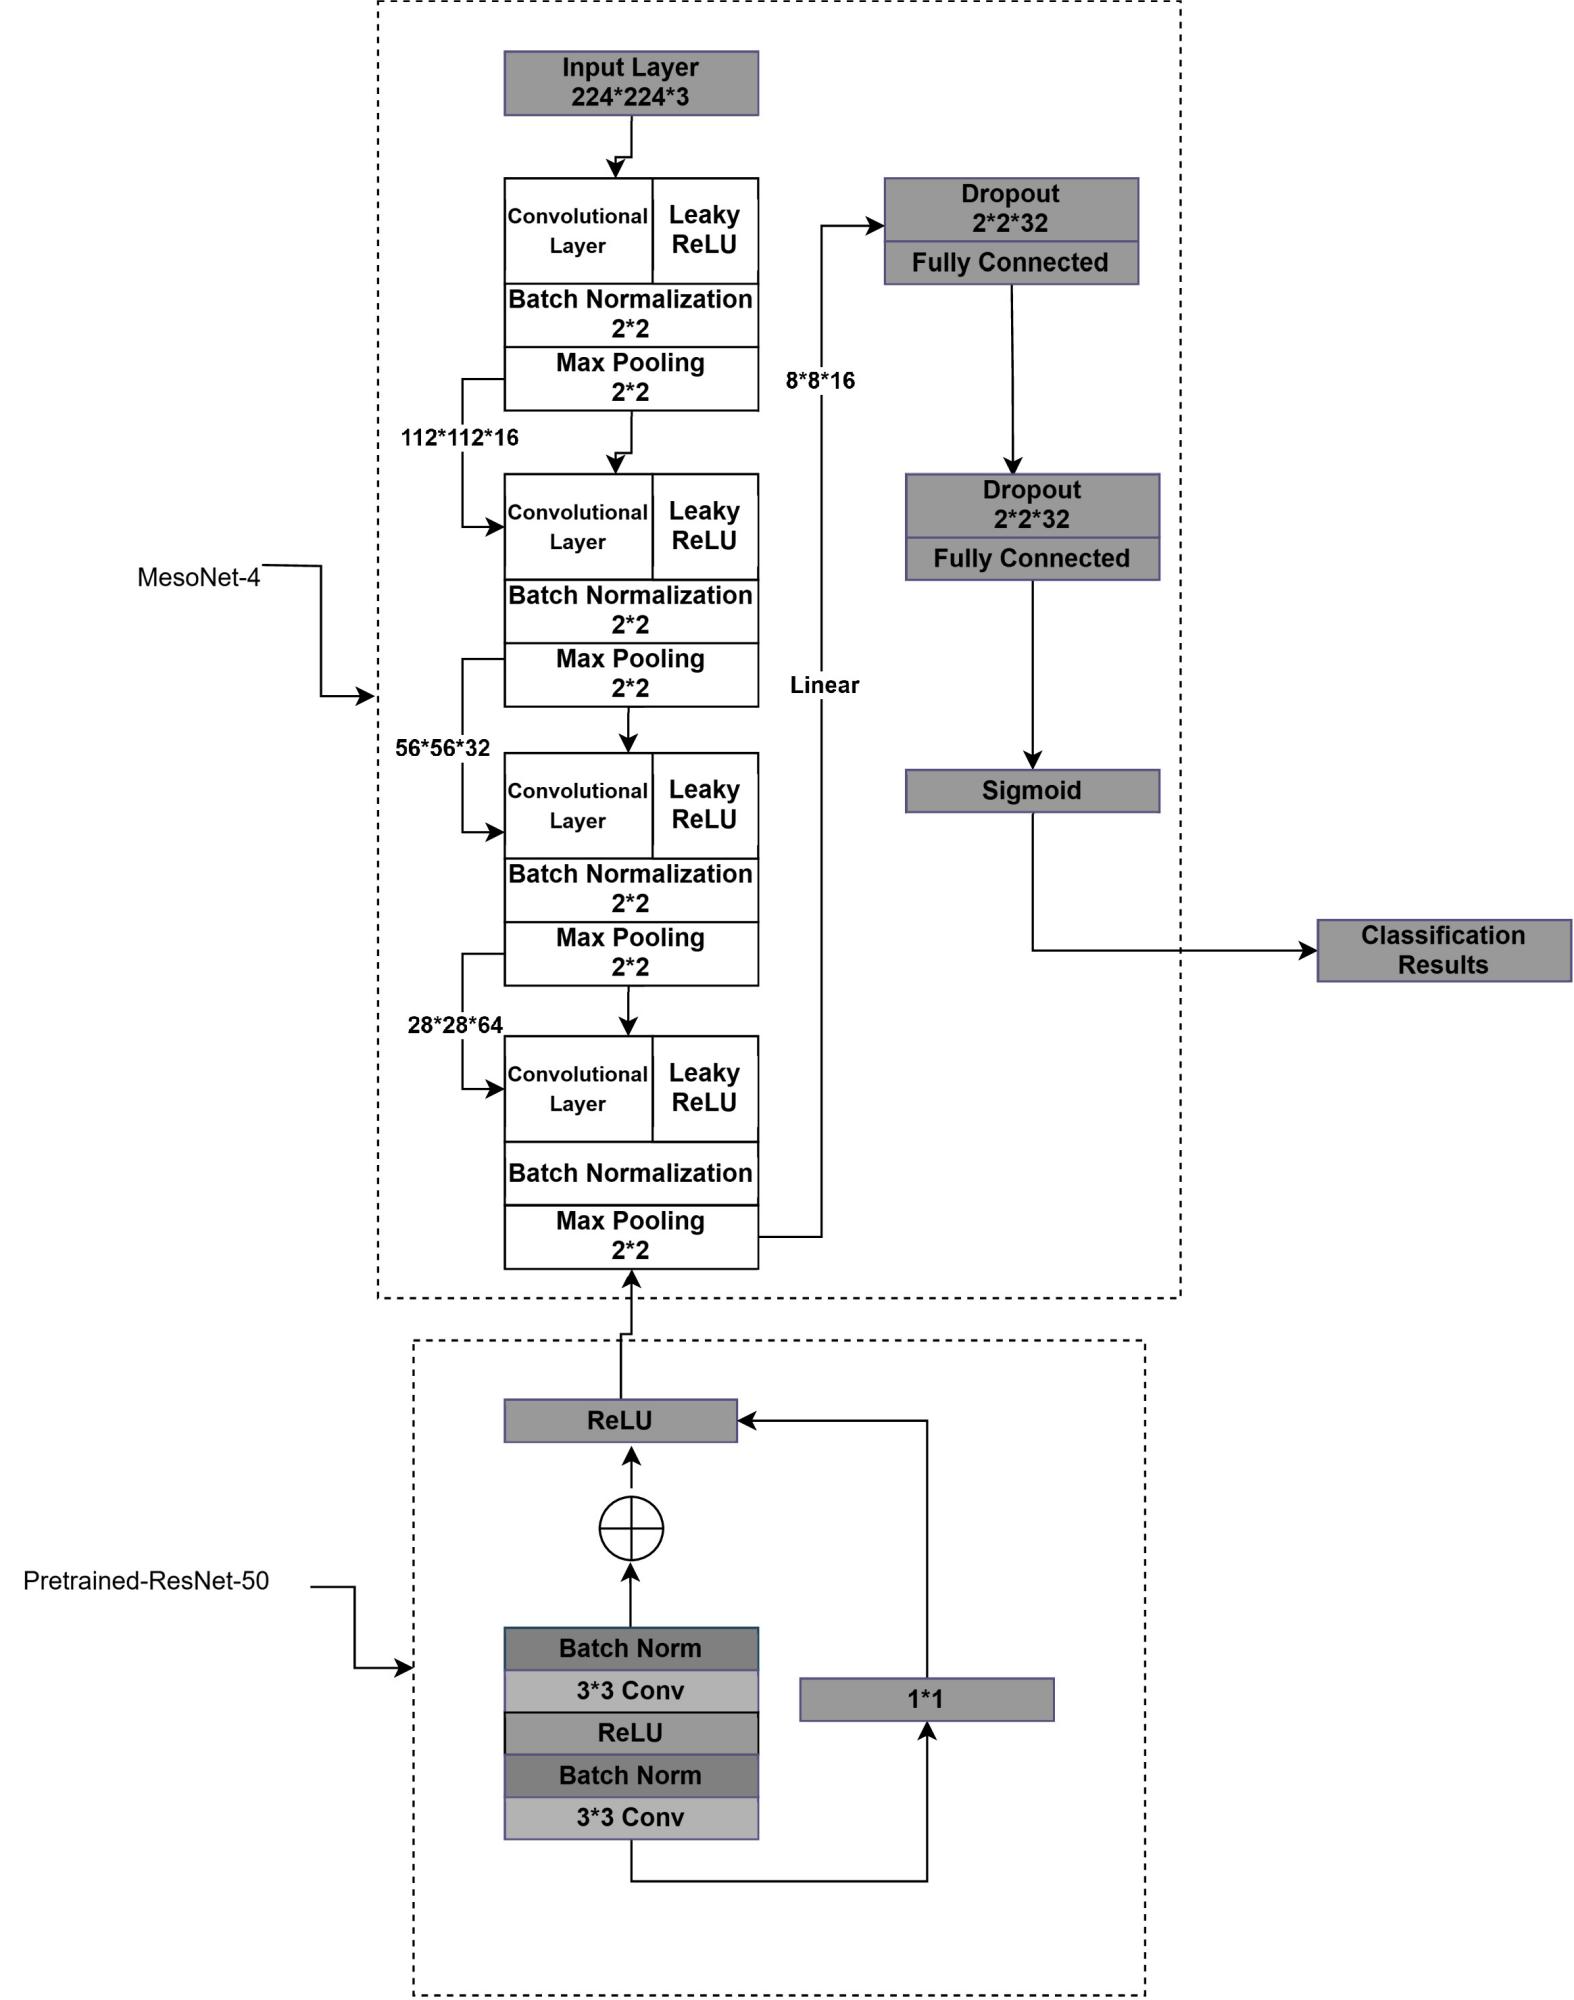 Input Layer
224*224*3
Convolutional
Layer
Leaky
ReLU
Batch Normalization
2*2
Max Pooling
2*2
112*112*16
Convolutional
Layer
Leaky
ReLU
Batch Normalization
2*2
Max Pooling
2*2
56*56*32
Convolutional
Layer
Leaky
ReLU
Batch Normalization
2*2
Max Pooling
2*2
28*28*64
Convolutional
Layer
Leaky
ReLU
Batch Normalization
Max Pooling
2*2
8*8*16
Linear
Dropout
2*2*32
Fully Connected
Dropout
2*2*32
Fully Connected
Sigmoid
Classification
Results
MesoNet-4
ReLU
Batch Norm
3*3 Conv
ReLU
Batch Norm
3*3 Conv
1*1
Pretrained-ResNet-50